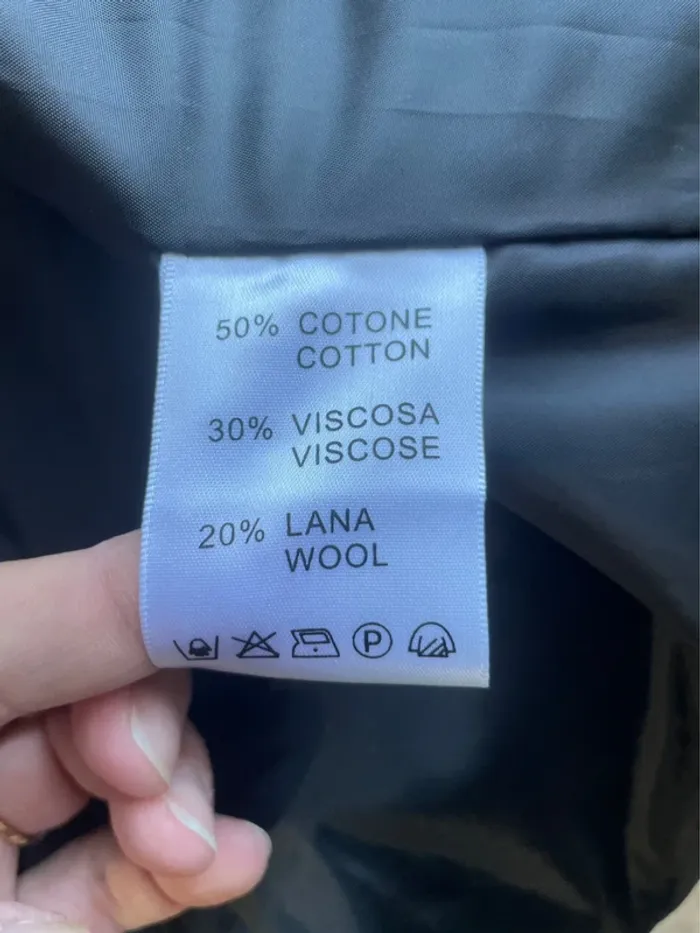 50% COTONE
COTTON
30% VISCOSA
VISCOSE
20% LANA
WOOL
P